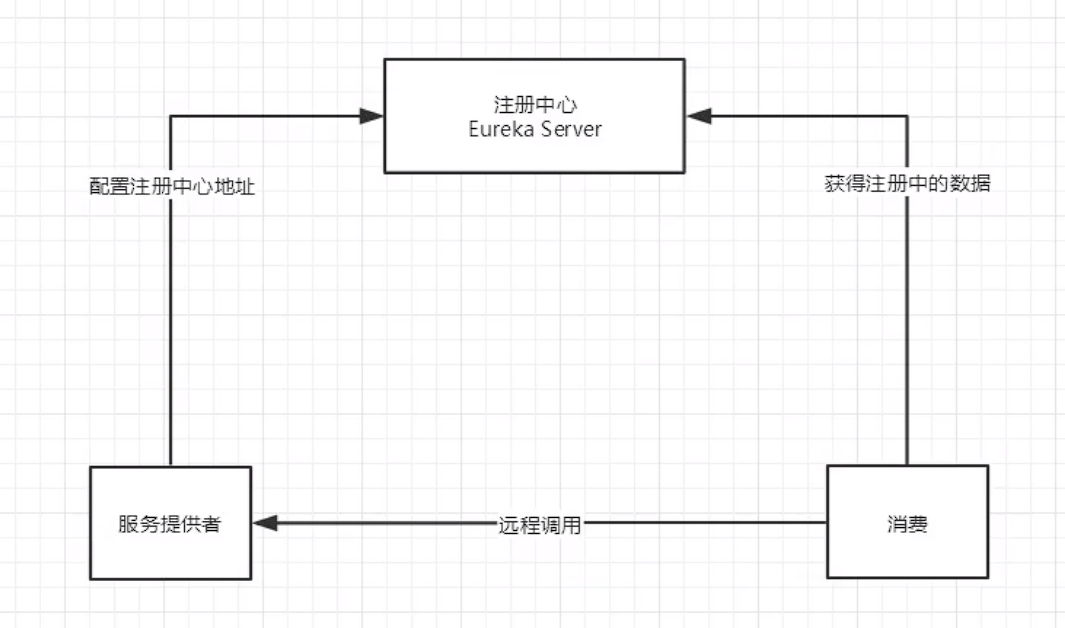 注册中心
Eureka Server
配置注册中心地址
获得注册中的数据
服务提供者
远程调用
消费